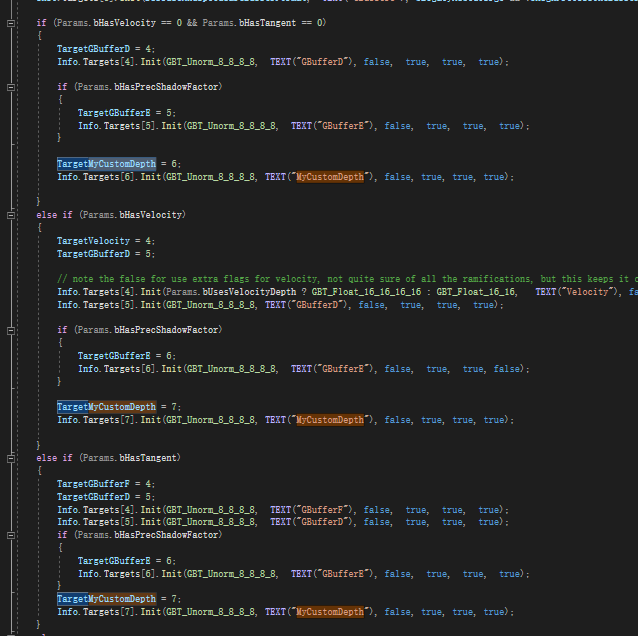 if (Params.bHasVelocity == 0 && Params.bHasTangent == 0)
{
TargetGBufferD = 4;
Info.Targets[4].Init(GBT_Unorm_8_8_8_8, TEXT("GBufferD"), false, true, true, true);
if (Params.bHasPrecShadowFactor)
{
TargetGBufferE = 5;
Info.Targets[5].Init(GBT_Unorm_8_8_8_8, TEXT("GBufferE"), false, true, true, true);
}
TargetMyCustomDepth = 6;
Info.Targets[6].Init(GBT_Unorm_8_8_8_8, TEXT("MyCustomDepth"), false, true, true, true);
}
else if (Params.bHasVelocity)
{
TargetVelocity = 4;
TargetGBufferD = 5;
// note the false for use extra flags for velocity, not quite sure of all the ramifications, but this keeps it
Info.Targets[4].Init(Params.bUsesVelocityDepth ? GBT_Float_16_16_16_16 : GBT_Float_16_16, TEXT("Velocity"),
Info.Targets[5].Init(GBT_Unorm_8_8_8_8, TEXT("GBufferD"), false, true, true, true);
if (Params.bHasPrecShadowFactor)
{
TargetGBufferE = 6;
Info.Targets[6].Init(GBT_Unorm_8_8_8_8, TEXT("GBufferE"), false, true, true, false);
}
TargetMyCustomDepth = 7;
Info.Targets[7].Init(GBT_Unorm_8_8_8_8, TEXT("MyCustomDepth"), false, true, true, true);
}
else if (Params.bHasTangent)
{
TargetGBufferF = 4;
TargetGBufferD = 5;
Info.Targets[4].Init(GBT_Unorm_8_8_8_8, TEXT("GBufferF"), false, true, true, true);
Info.Targets[5].Init(GBT_Unorm_8_8_8_8, TEXT("GBufferD"), false, true, true, true);
if (Params.bHasPrecShadowFactor)
{
TargetGBufferE = 6;
Info.Targets[6].Init(GBT_Unorm_8_8_8_8, TEXT("GBufferE"), false, true, true, true);
}
TargetMyCustomDepth = 7;
Info.Targets[7].Init(GBT_Unorm_8_8_8_8, TEXT("MyCustomDepth"), false, true, true, true);
}